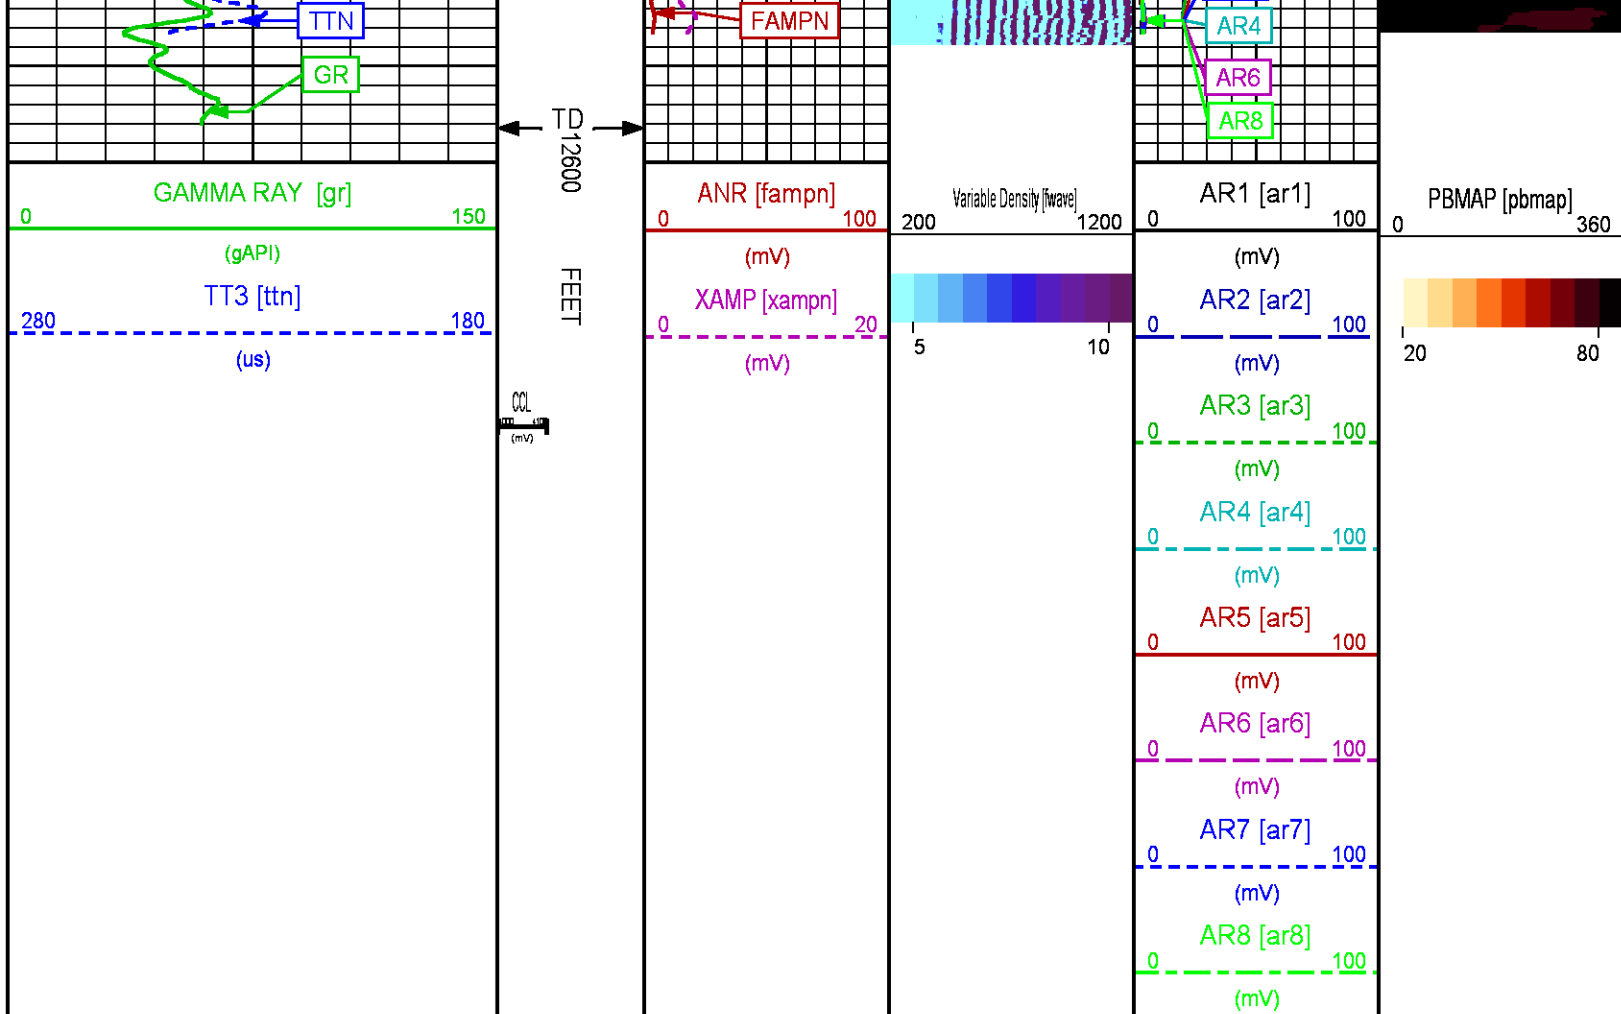 TTN
GR
TD
12600
FEET
GAMMA RAY [gr]
0 150
(gAPI)
TT3 [ttn]
280 180
(us)
CCL
(mV)
FAMPN
ANR [fampn]
0 100
(mV)
XAMP [xampn]
0 20
(mV)
Variable Density [fwave]
200 1200
5 10
AR4
AR6
AR8
AR1 [ar1]
0 100
(mV)
AR2 [ar2]
0 100
(mV)
AR3 [ar3]
0 100
(mV)
AR4 [ar4]
0 100
(mV)
AR5 [ar5]
0 100
(mV)
AR6 [ar6]
0 100
(mV)
AR7 [ar7]
0 100
(mV)
AR8 [ar8]
0 100
(mV)
PBMAP [pbmap]
0 360
20 80